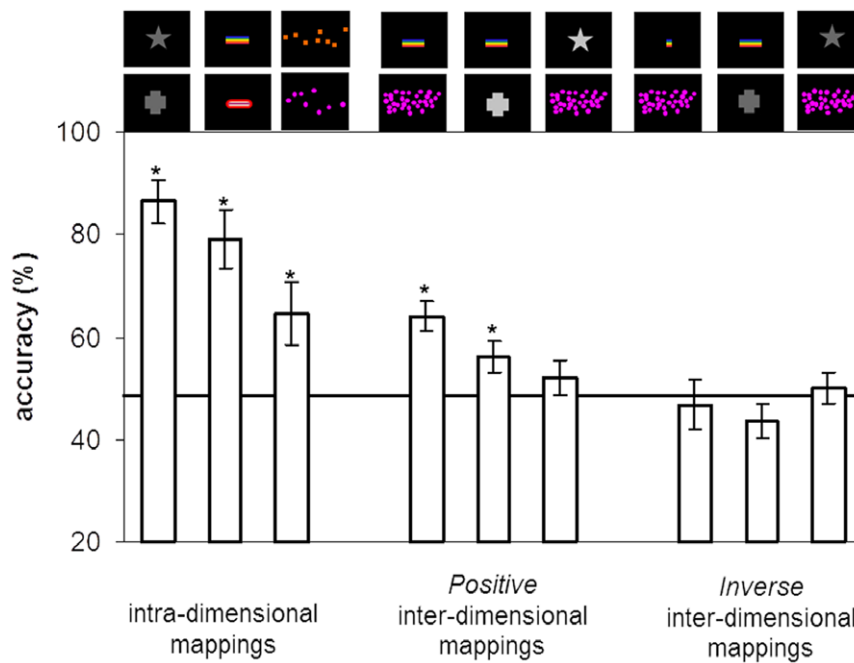 100
80
60
40
20
accuracy (%)
*
*
*
*
*
intra-dimensional
mappings
Positive
inter-dimensional
mappings
Inverse
inter-dimensional
mappings